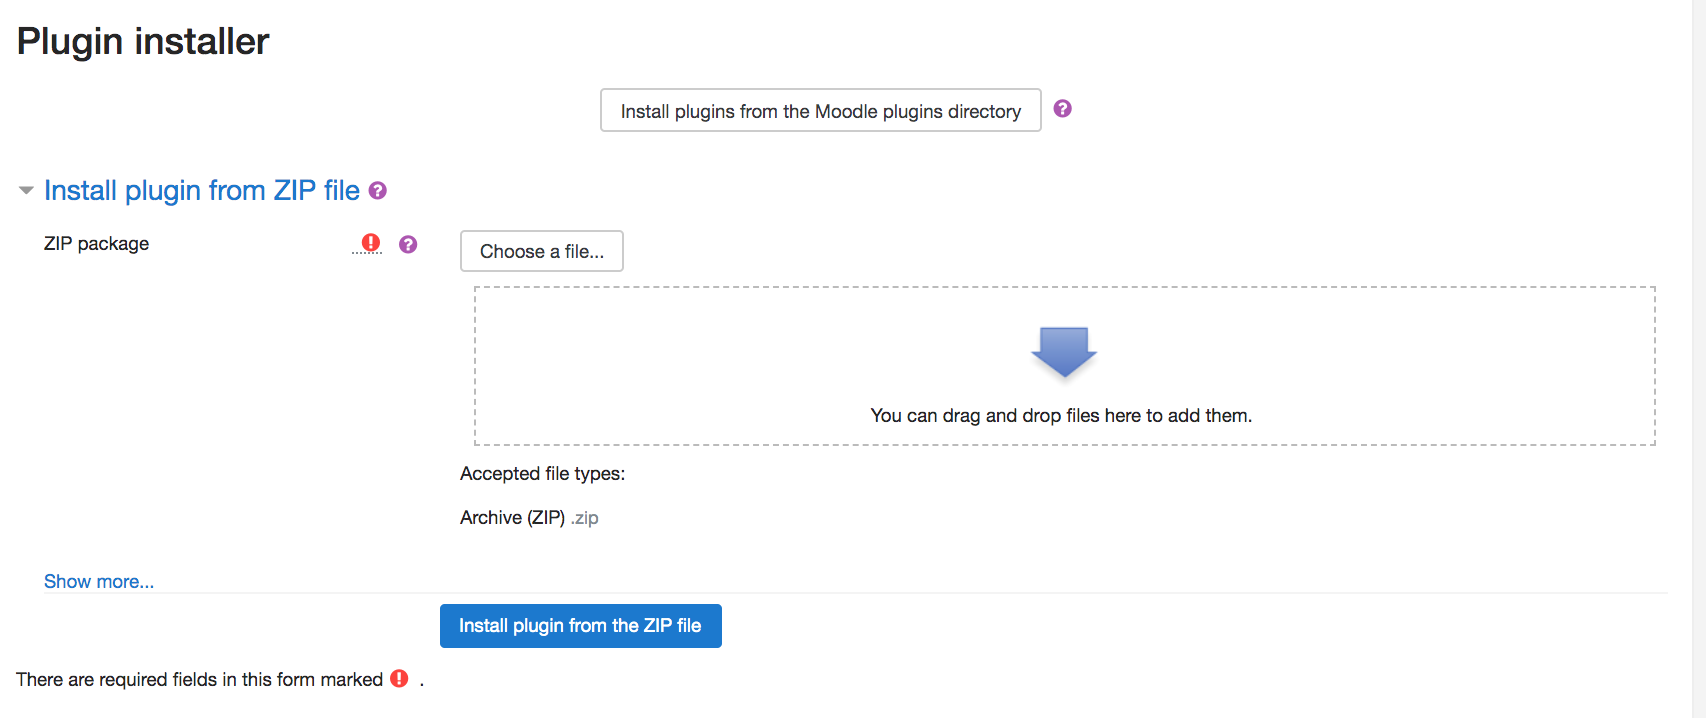 Plugin installer
Install plugins from the Moodle plugins directory
Install plugin from ZIP file
ZIP package
Choose a file...
You can drag and drop files here to add them.
Accepted file types:
Archive (ZIP) .zip
Show more...
Install plugin from the ZIP file
There are required fields in this form marked .